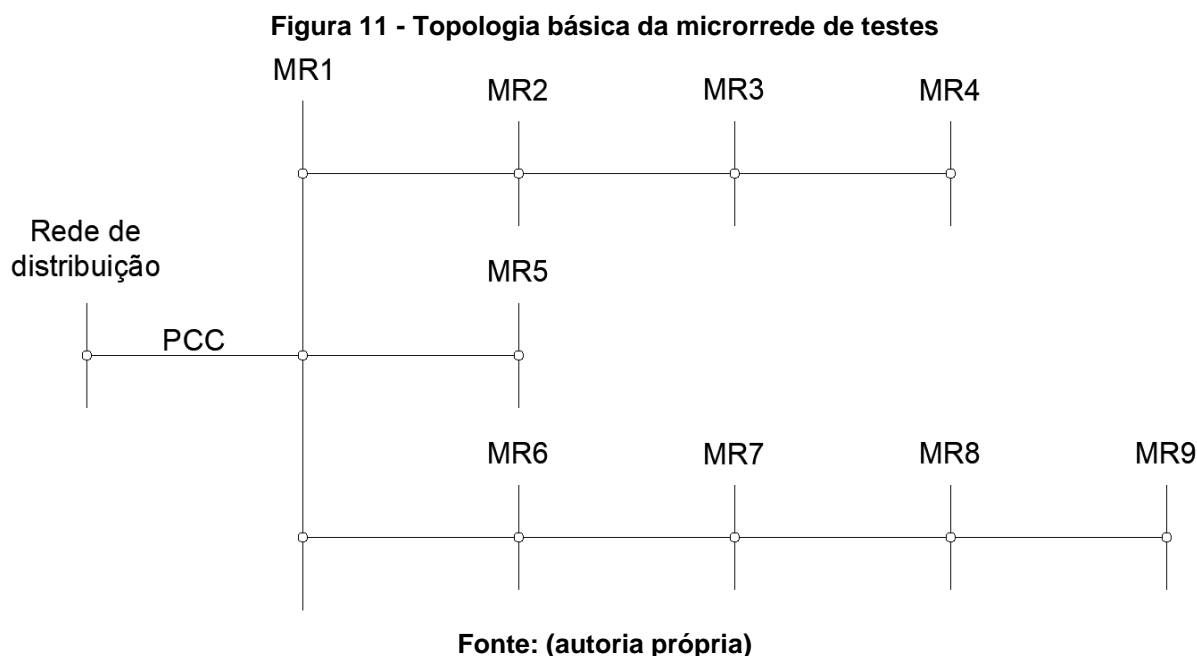 Figura 11 - Topologia básica da microrrede de testes
MR1
MR2
MR3
MR4
Rede de
distribuição
PCC
MR5
MR6
MR7
MR8
MR9
Fonte: (autoria própria)